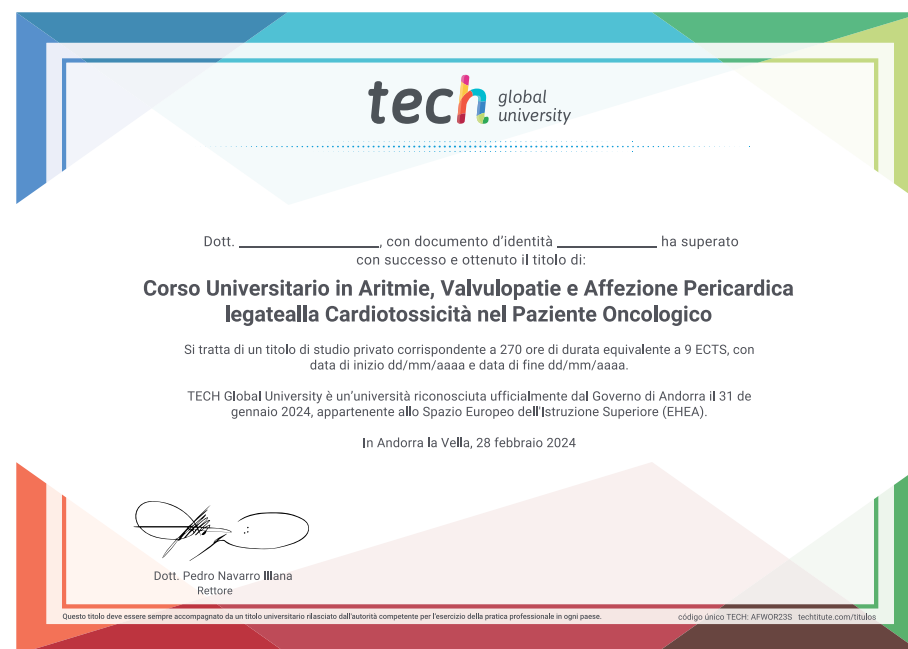 tech global university
Dott. ____________, con documento d'identità ____________ ha superato
con successo e ottenuto il titolo di:
Corso Universitario in Aritmie, Valvulopatie e Affezione Pericardica
legatealla Cardiotossicità nel Paziente Oncologico
Si tratta di un titolo di studio privato corrispondente a 270 ore di durata equivalente a 9 ECTS, con
data di inizio dd/mm/aaaa e data di fine dd/mm/aaaa.
TECH Global University è un'università riconosciuta ufficialmente dal Governo di Andorra il 31 de
gennaio 2024, appartenente allo Spazio Europeo dell'Istruzione Superiore (EHEA).
In Andorra la Vella, 28 febbraio 2024
Dott. Pedro Navarro Illana
Rettore
Questo titolo deve essere sempre accompagnato da un titolo universitario rilasciato dall'autorità competente per l'esercizio della pratica professionale in ogni paese.
código único TECH: AFWOR23S techtitute.com/titulos